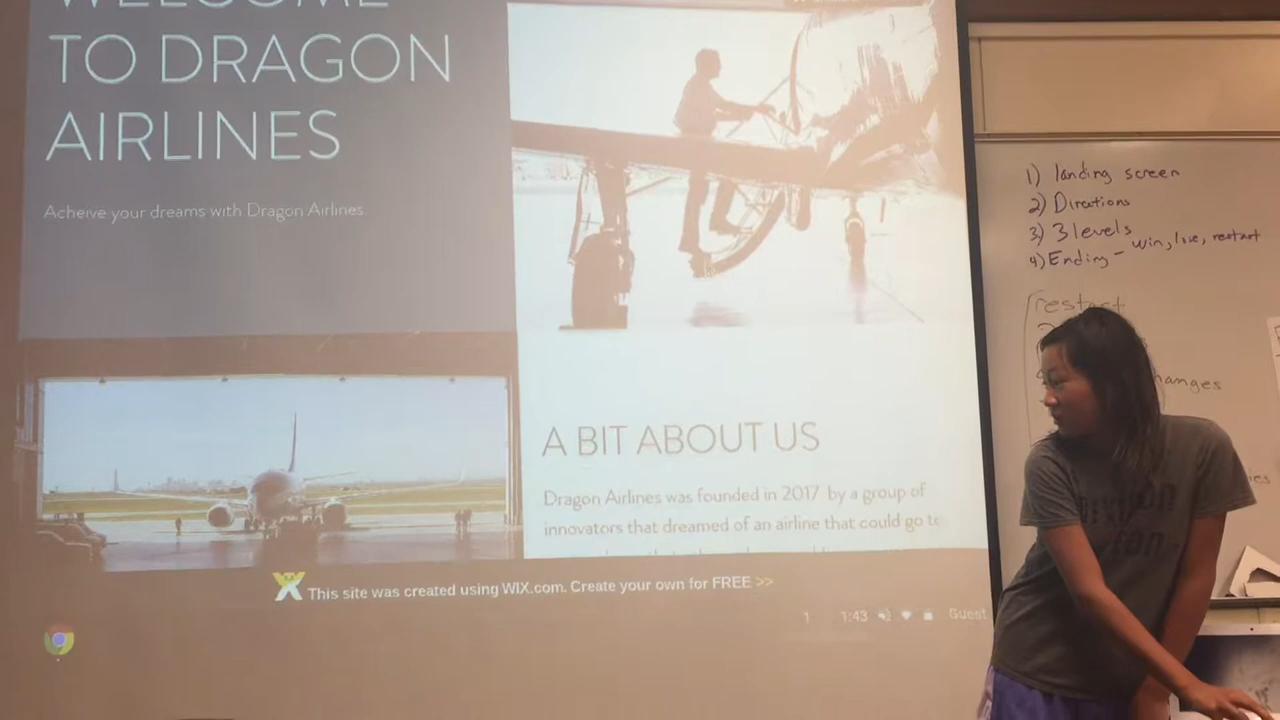 WELCOME
TO DRAGON
AIRLINES
Acheive your dreams with Dragon Airlines.
A BIT ABOUT US
Dragon Airlines was founded in 2017 by a group of
innovators that dreamed of an airline that could go to
This site was created using WIX.com. Create your own for FREE >>
1 1:43 Guest
1) landing screen
2) Directions
3) 3 levels
4) Ending - win, lose, restart
restart